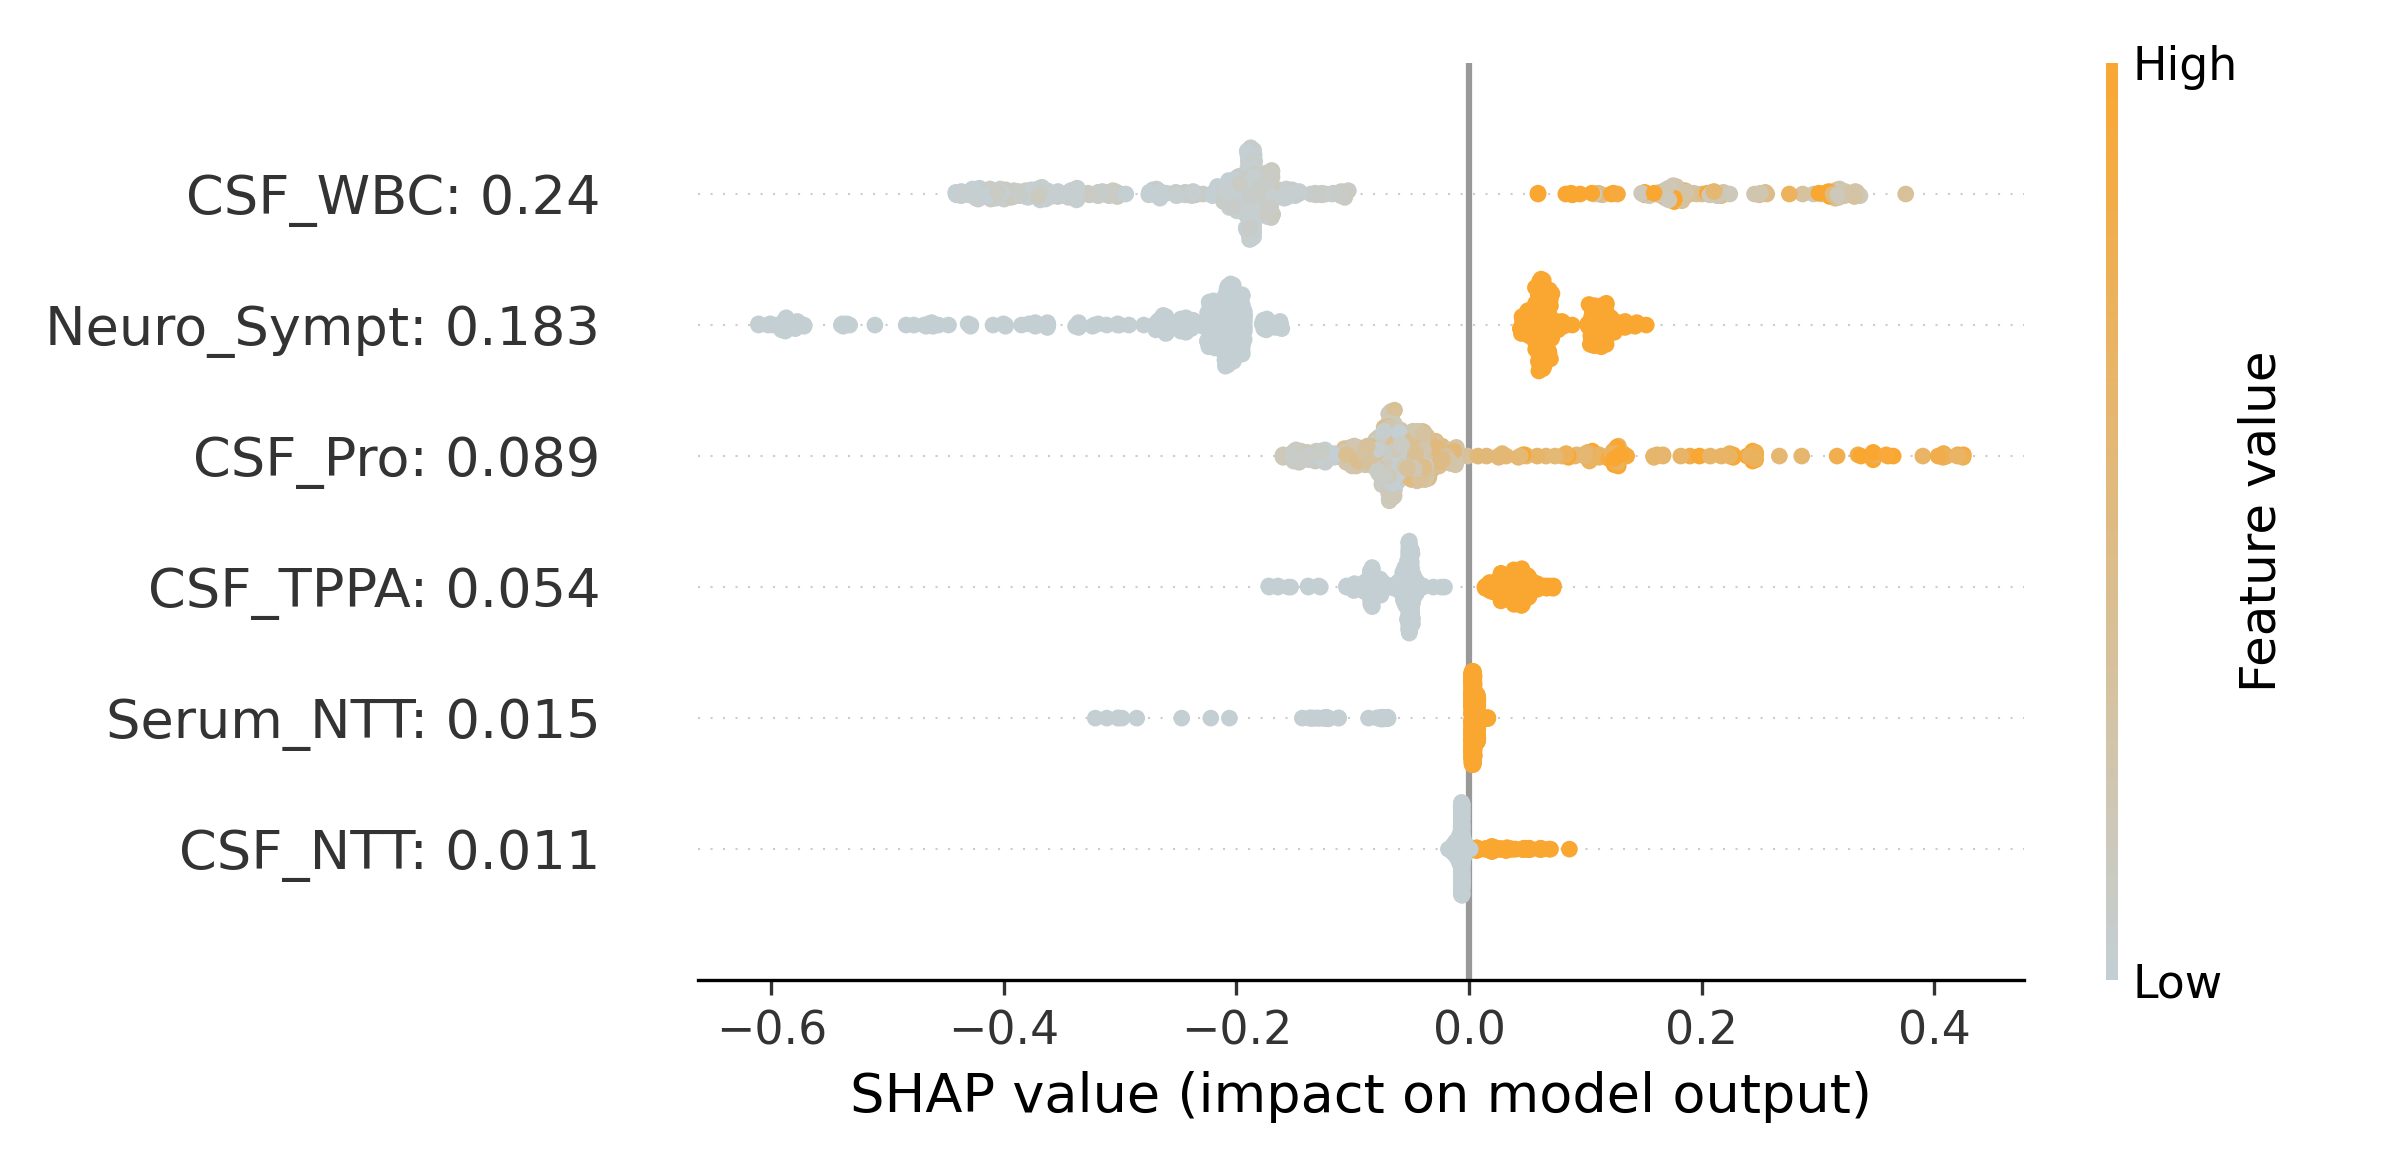 High
CSF_WBC: 0.24
Neuro_Sympt: 0.183
CSF_Pro: 0.089
CSF_TPPA: 0.054
Serum_NTT: 0.015
CSF_NTT: 0.011
Feature value
Low
−0.6 −0.4 −0.2 0.0 0.2 0.4
SHAP value (impact on model output)